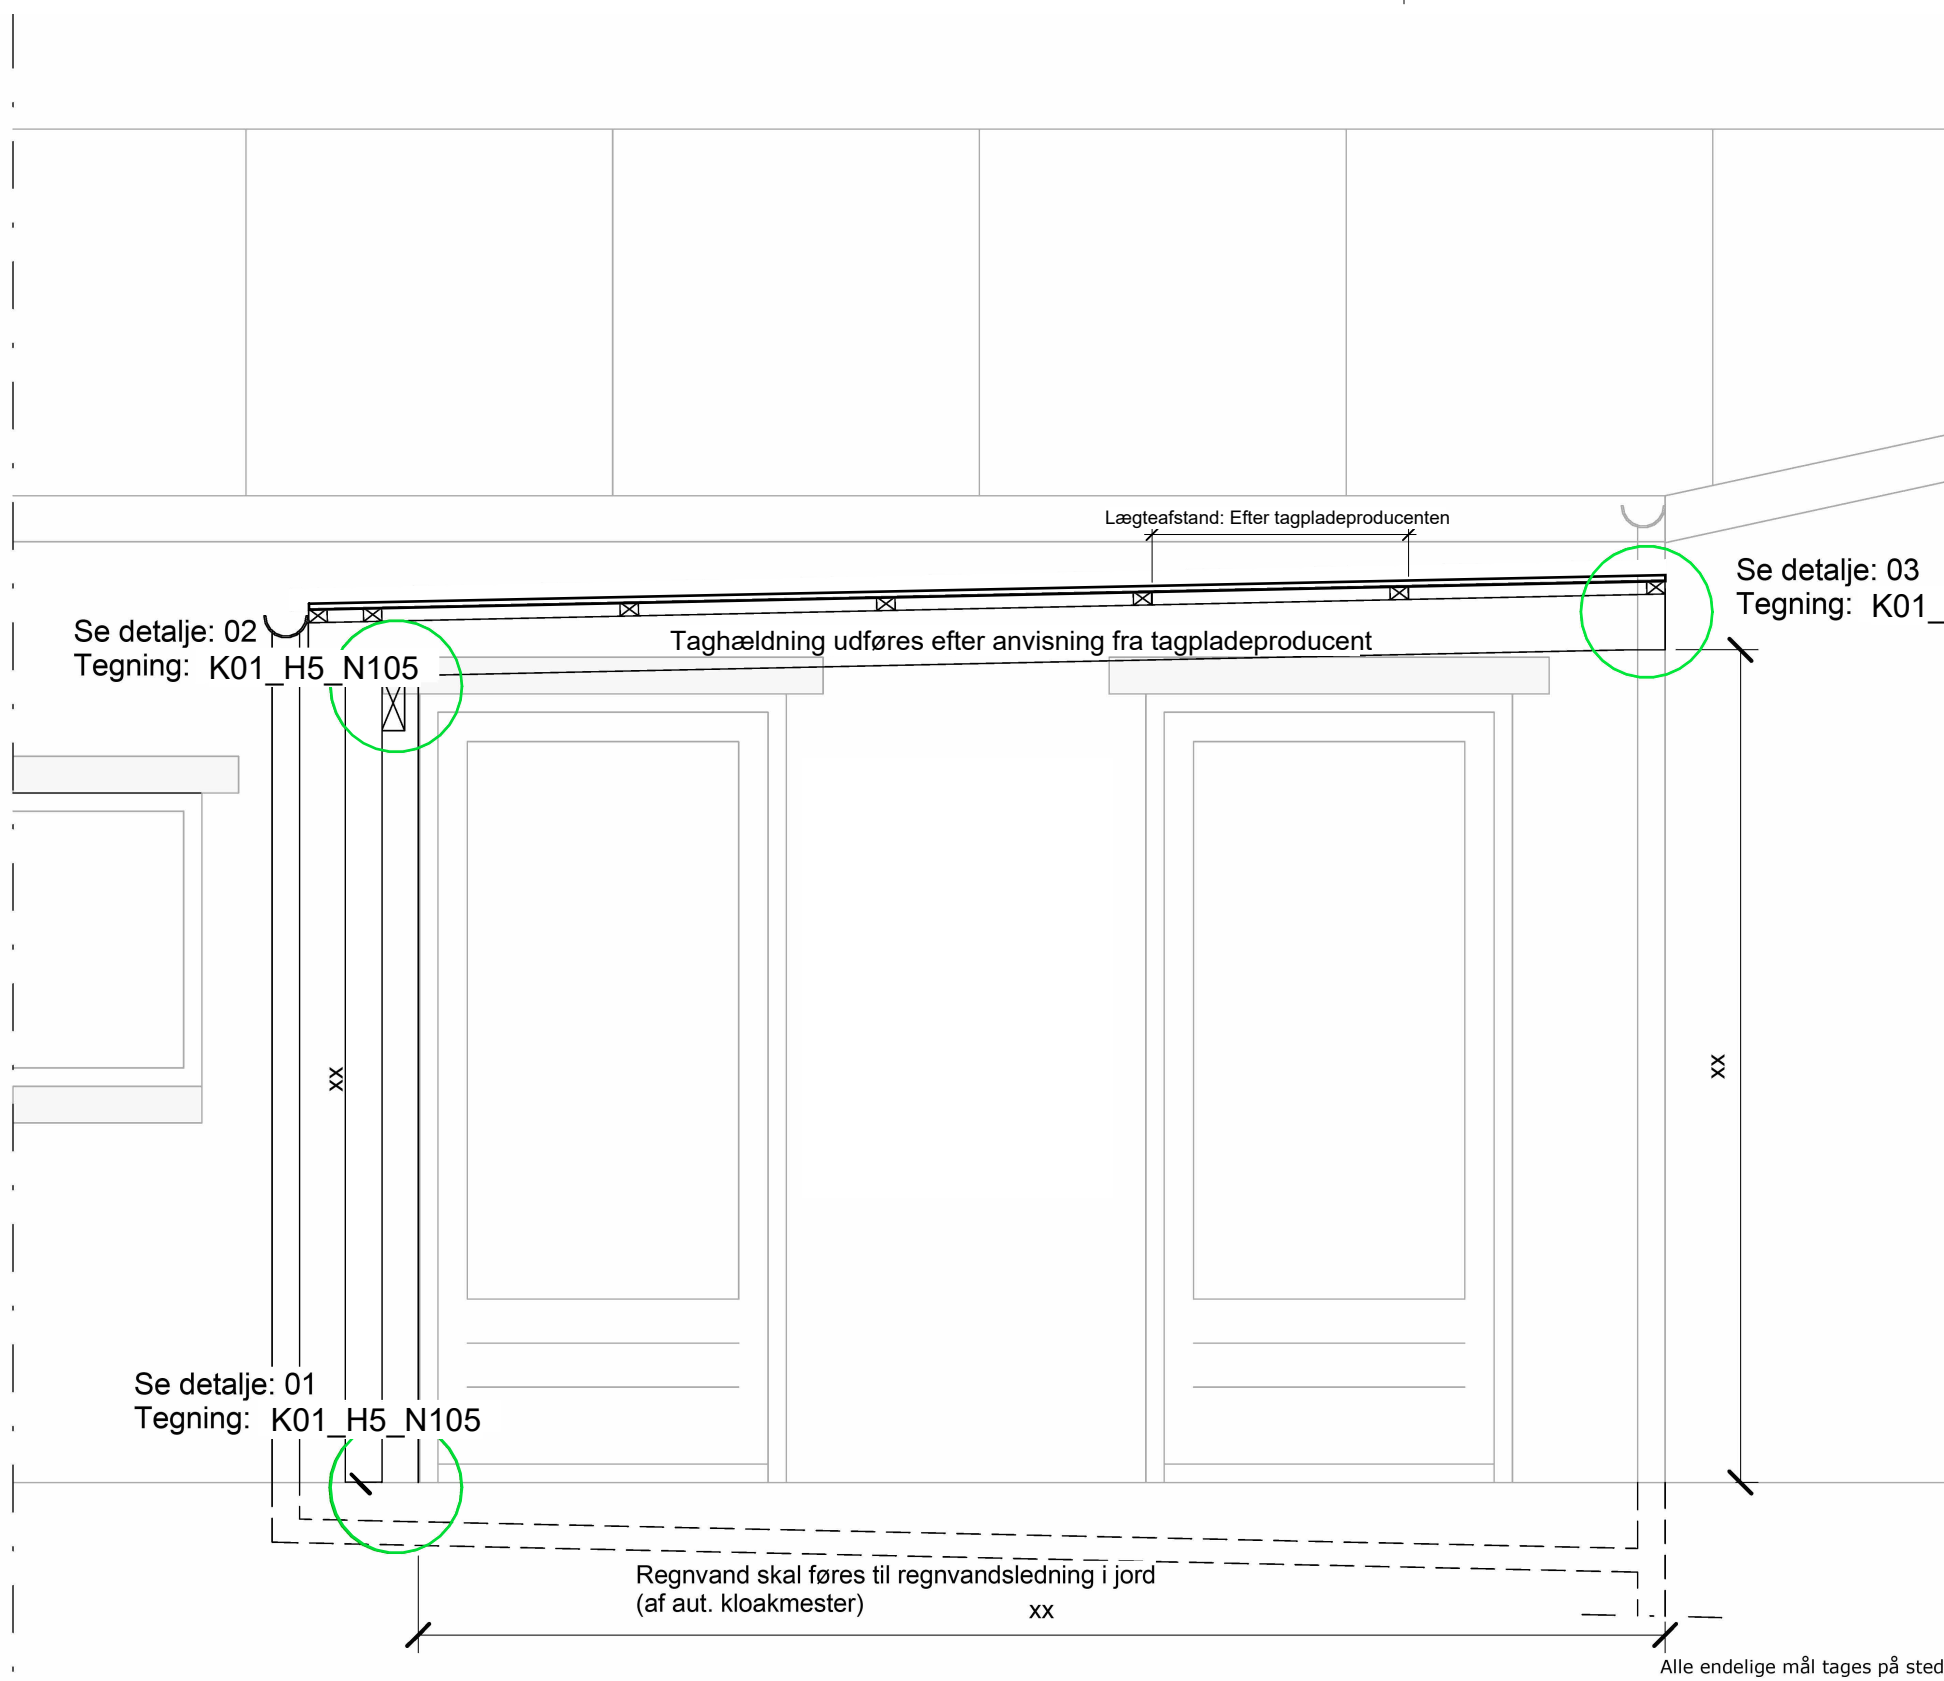 Lægteafstand: Efter tagpladeproducenten
Se detalje: 03
Tegning: K01_
Se detalje: 02
Tegning: K01_H5_N105
Taghældning udføres efter anvisning fra tagpladeproducent
xx
xx
Se detalje: 01
Tegning: K01_H5_N105
Regnvand skal føres til regnvandsledning i jord
(af aut. kloakmester)
xx
Alle endelige mål tages på sted